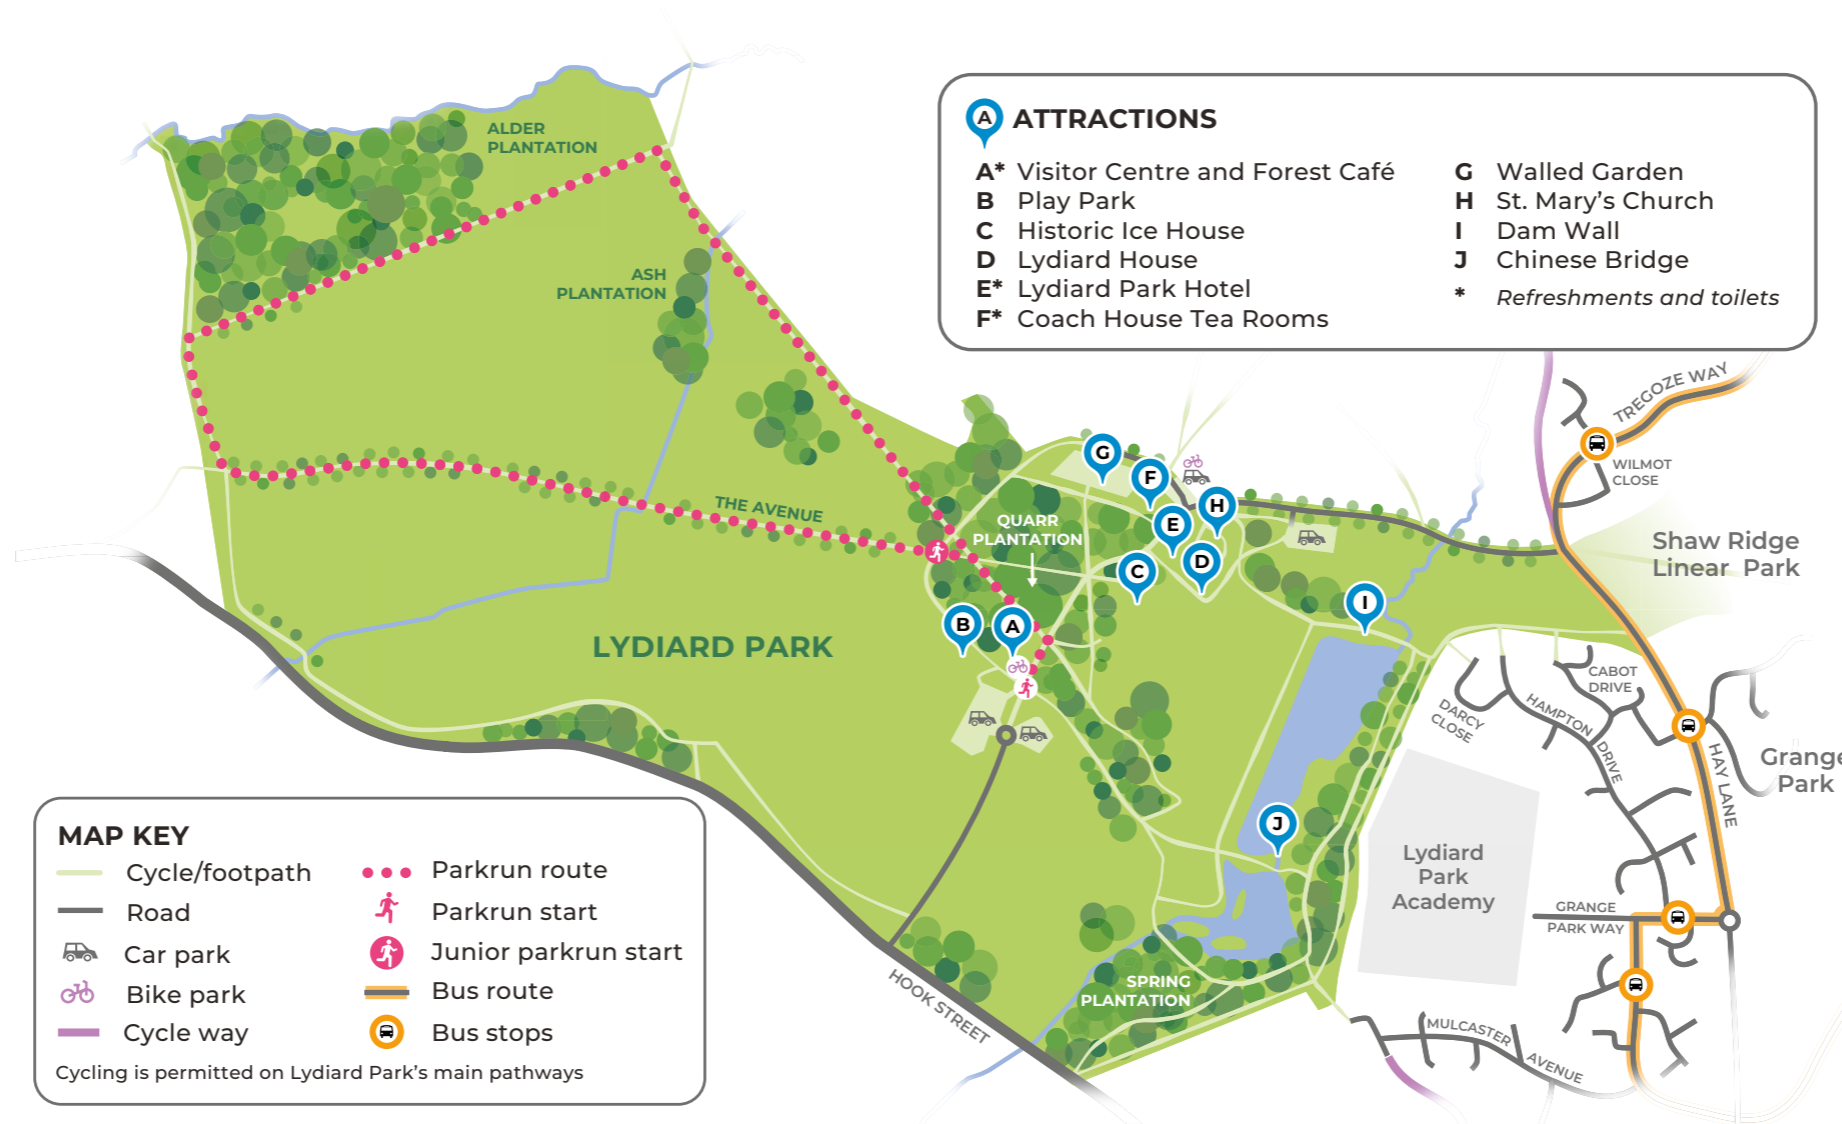 ALDER
PLANTATION
ASH
PLANTATION
THE AVENUE
QUARR
PLANTATION
LYDIARD PARK
SPRING
PLANTATION
HOOK STREET
A
ATTRACTIONS
A* Visitor Centre and Forest Café
B Play Park
C Historic Ice House
D Lydiard House
E* Lydiard Park Hotel
F* Coach House Tea Rooms
G Walled Garden
H St. Mary's Church
I Dam Wall
J Chinese Bridge
* Refreshments and toilets
G
F
H
E
D
C
I
B
A
J
TREGOZE WAY
WILMOT
CLOSE
Shaw Ridge
Linear Park
CABOT
DRIVE
DARCY
CLOSE
HAMPTON
DRIVE
HAY LANE
Grange
Park
Lydiard
Park
Academy
GRANGE
PARK WAY
MULCASTER
AVENUE
MAP KEY
Cycle/footpath
Road
Car park
Bike park
Cycle way
Parkrun route
Parkrun start
Junior parkrun start
Bus route
Bus stops
Cycling is permitted on Lydiard Park's main pathways